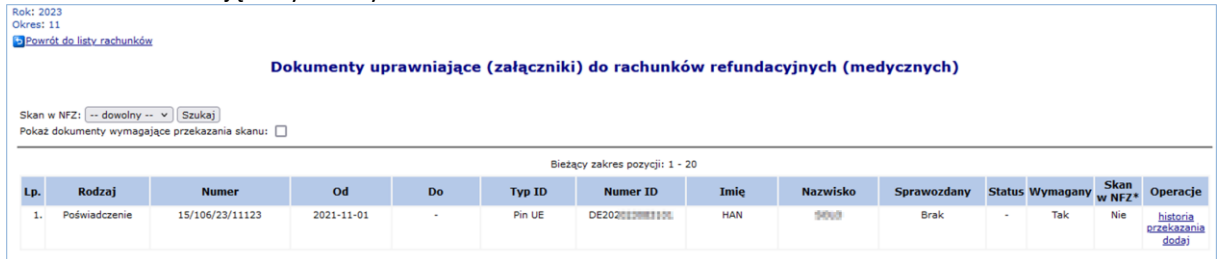 Rok: 2023
Okres: 11
Powrót do listy rachunków
Dokumenty uprawniające (załączniki) do rachunków refundacyjnych (medycznych)
Skan w NFZ: -- dowolny -- Szukaj
Pokaż dokumenty wymagające przekazania skanu:
Bieżący zakres pozycji: 1 - 20
Lp. Rodzaj Numer Od Do Typ ID Numer ID Imię Nazwisko Sprawozdany Status Wymagany Skan w NFZ* Operacje
1. Poświadczenie 15/106/23/11123 2021-11-01 - Pin UE DE202 HAN Brak - Tak Nie historia
przekazania
dodaj